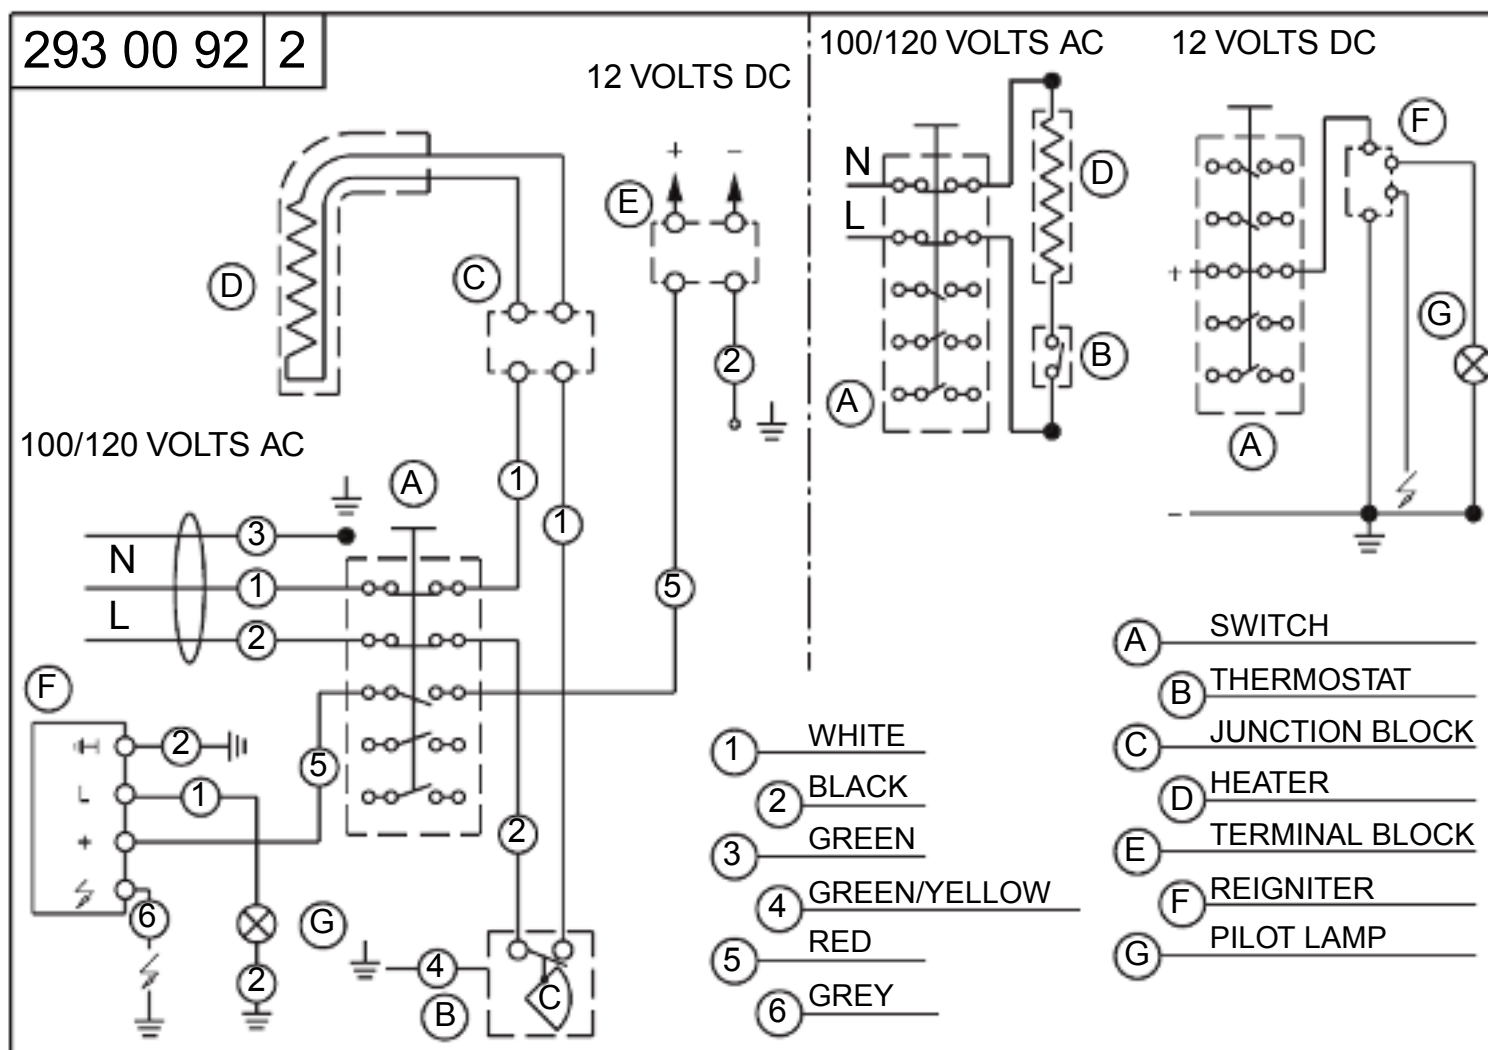 293 00 92 2
12 VOLTS DC
+ -
E
D
C
2
100/120 VOLTS AC
A
1
1
3
N
1
L
2
5
F
2
5
L
1
+
2
6
G
2
4
B
C
100/120 VOLTS AC
N
L
D
B
A
12 VOLTS DC
F
+
G
A
-
1 WHITE
2 BLACK
3 GREEN
4 GREEN/YELLOW
5 RED
6 GREY
A SWITCH
B THERMOSTAT
C JUNCTION BLOCK
D HEATER
E TERMINAL BLOCK
F REIGNITER
G PILOT LAMP